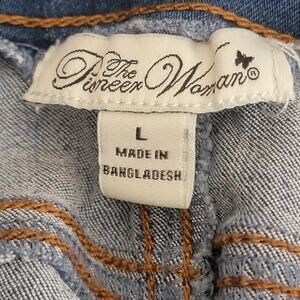 The
Pioneer Woman®
L
MADE IN
BANGLADESH